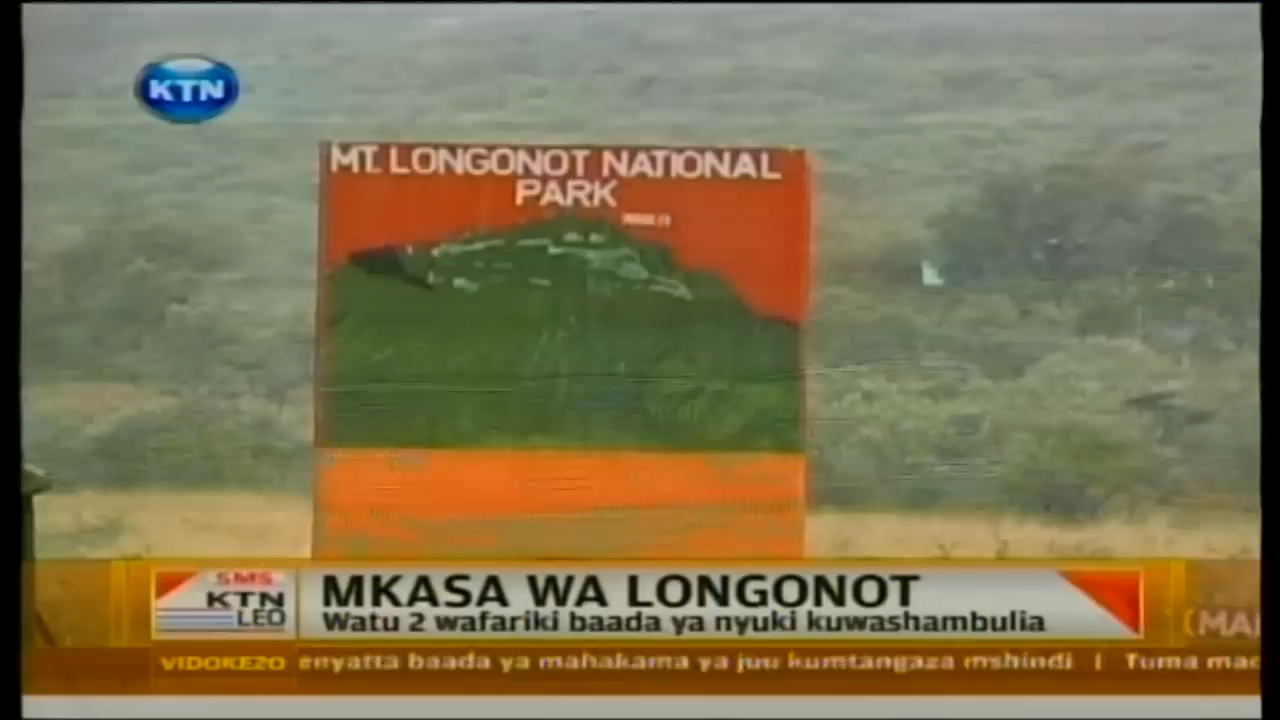 KTN
MT. LONGONOT NATIONAL
PARK
SMS
KTN
LEO
MKASA WA LONGONOT
Watu 2 wafariki baada ya nyuki kuwashambulia
(MA
VIDOKEZO
enyatta baada ya mahakama ya juu kumtangaza mshindi | Tuma mao